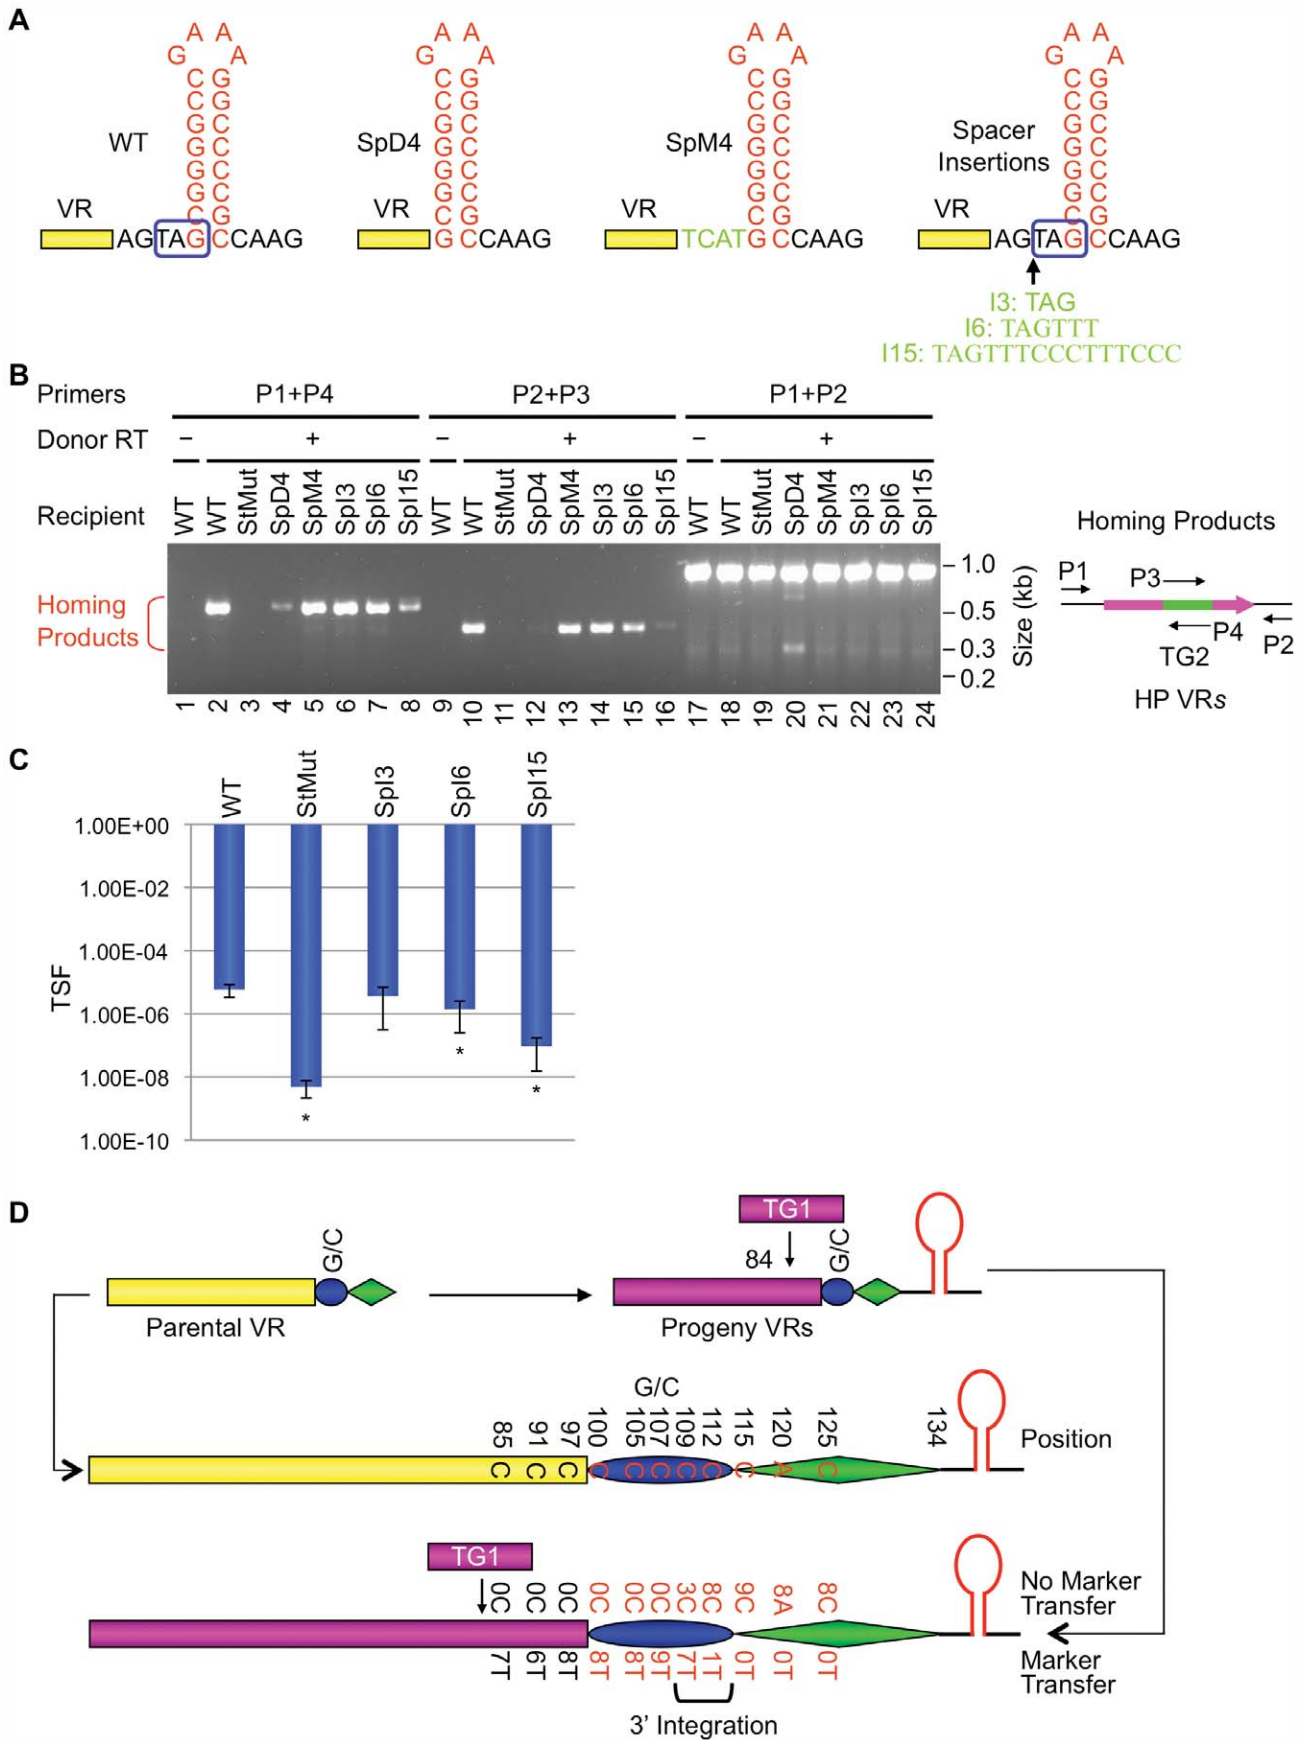 A
A A
G A
C G
C G
G C
G C
G C
G C
C G
WT
VR
AGTAGCCAAG
A A
G A
C G
C G
G C
G C
G C
G C
C G
SpD4
VR
GCCAAG
A A
G A
C G
C G
G C
G C
G C
G C
C G
SpM4
VR
TCATGCCAAG
A A
G A
C G
C G
G C
G C
G C
G C
C G
Spacer
Insertions
VR
AGTAGCCAAG
I3: TAG
I6: TAGTTT
I15: TAGTTTCCCTTTCCC
B
Primers P1+P4 P2+P3 P1+P2
Donor RT − + − + − +
Recipient WT WT StMut SpD4 SpM4 SpI3 SpI6 SpI15 WT WT StMut SpD4 SpM4 SpI3 SpI6 SpI15 WT WT StMut SpD4 SpM4 SpI3 SpI6 SpI15
Homing
Products
1.0
0.5
0.3
0.2
Size (kb)
1 2 3 4 5 6 7 8 9 10 11 12 13 14 15 16 17 18 19 20 21 22 23 24
Homing Products
P1 P3
P4 P2
TG2
HP VRs
C
WT StMut SpI3 SpI6 SpI15
1.00E+00
1.00E-02
1.00E-04
1.00E-06
1.00E-08
1.00E-10
TSF
* * * 
D
TG1
G/C 84 G/C
Parental VR Progeny VRs
G/C
85 91 97 100 105 107 109 112 115 120 125 134
Position
C C C C C C C C C A C
TG1
0C 0C 0C 0C 0C 0C 3C 8C 9C 8A 8C
No Marker
Transfer
7T 6T 8T 8T 8T 9T 7T 1T 0T 0T 0T
Marker
Transfer
3' Integration